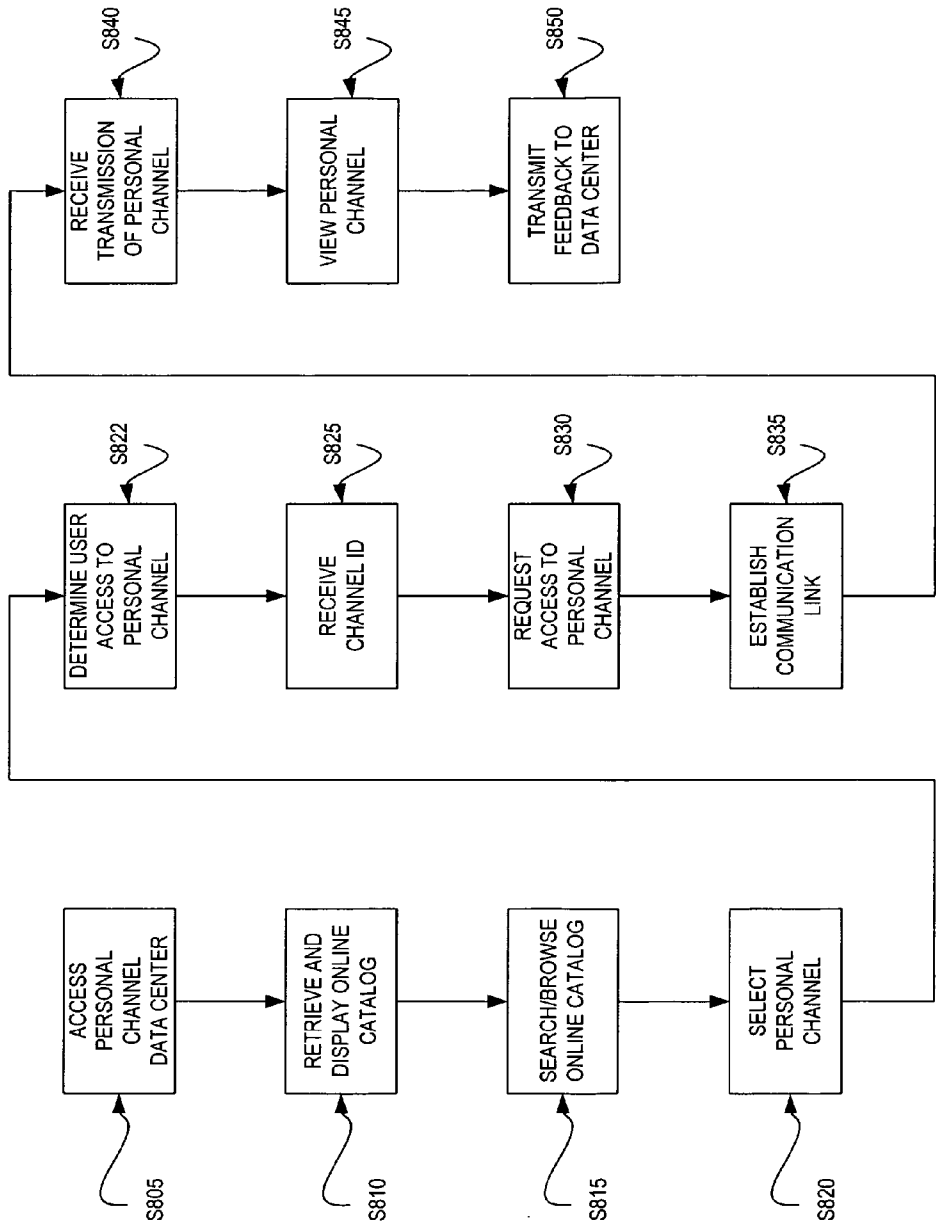 S805
ACCESS
PERSONAL
CHANNEL
DATA CENTER
S810
RETRIEVE AND
DISPLAY ONLINE
CATALOG
S815
SEARCH/BROWSE
ONLINE CATALOG
S820
SELECT
PERSONAL
CHANNEL
DETERMINE USER
ACCESS TO
PERSONAL
CHANNEL
S822
RECEIVE
CHANNEL ID
S825
REQUEST
ACCESS TO
PERSONAL
CHANNEL
S830
ESTABLISH
COMMUNICATION
LINK
S835
RECEIVE
TRANSMISSION
OF PERSONAL
CHANNEL
S840
VIEW PERSONAL
CHANNEL
S845
TRANSMIT
FEEDBACK TO
DATA CENTER
S850